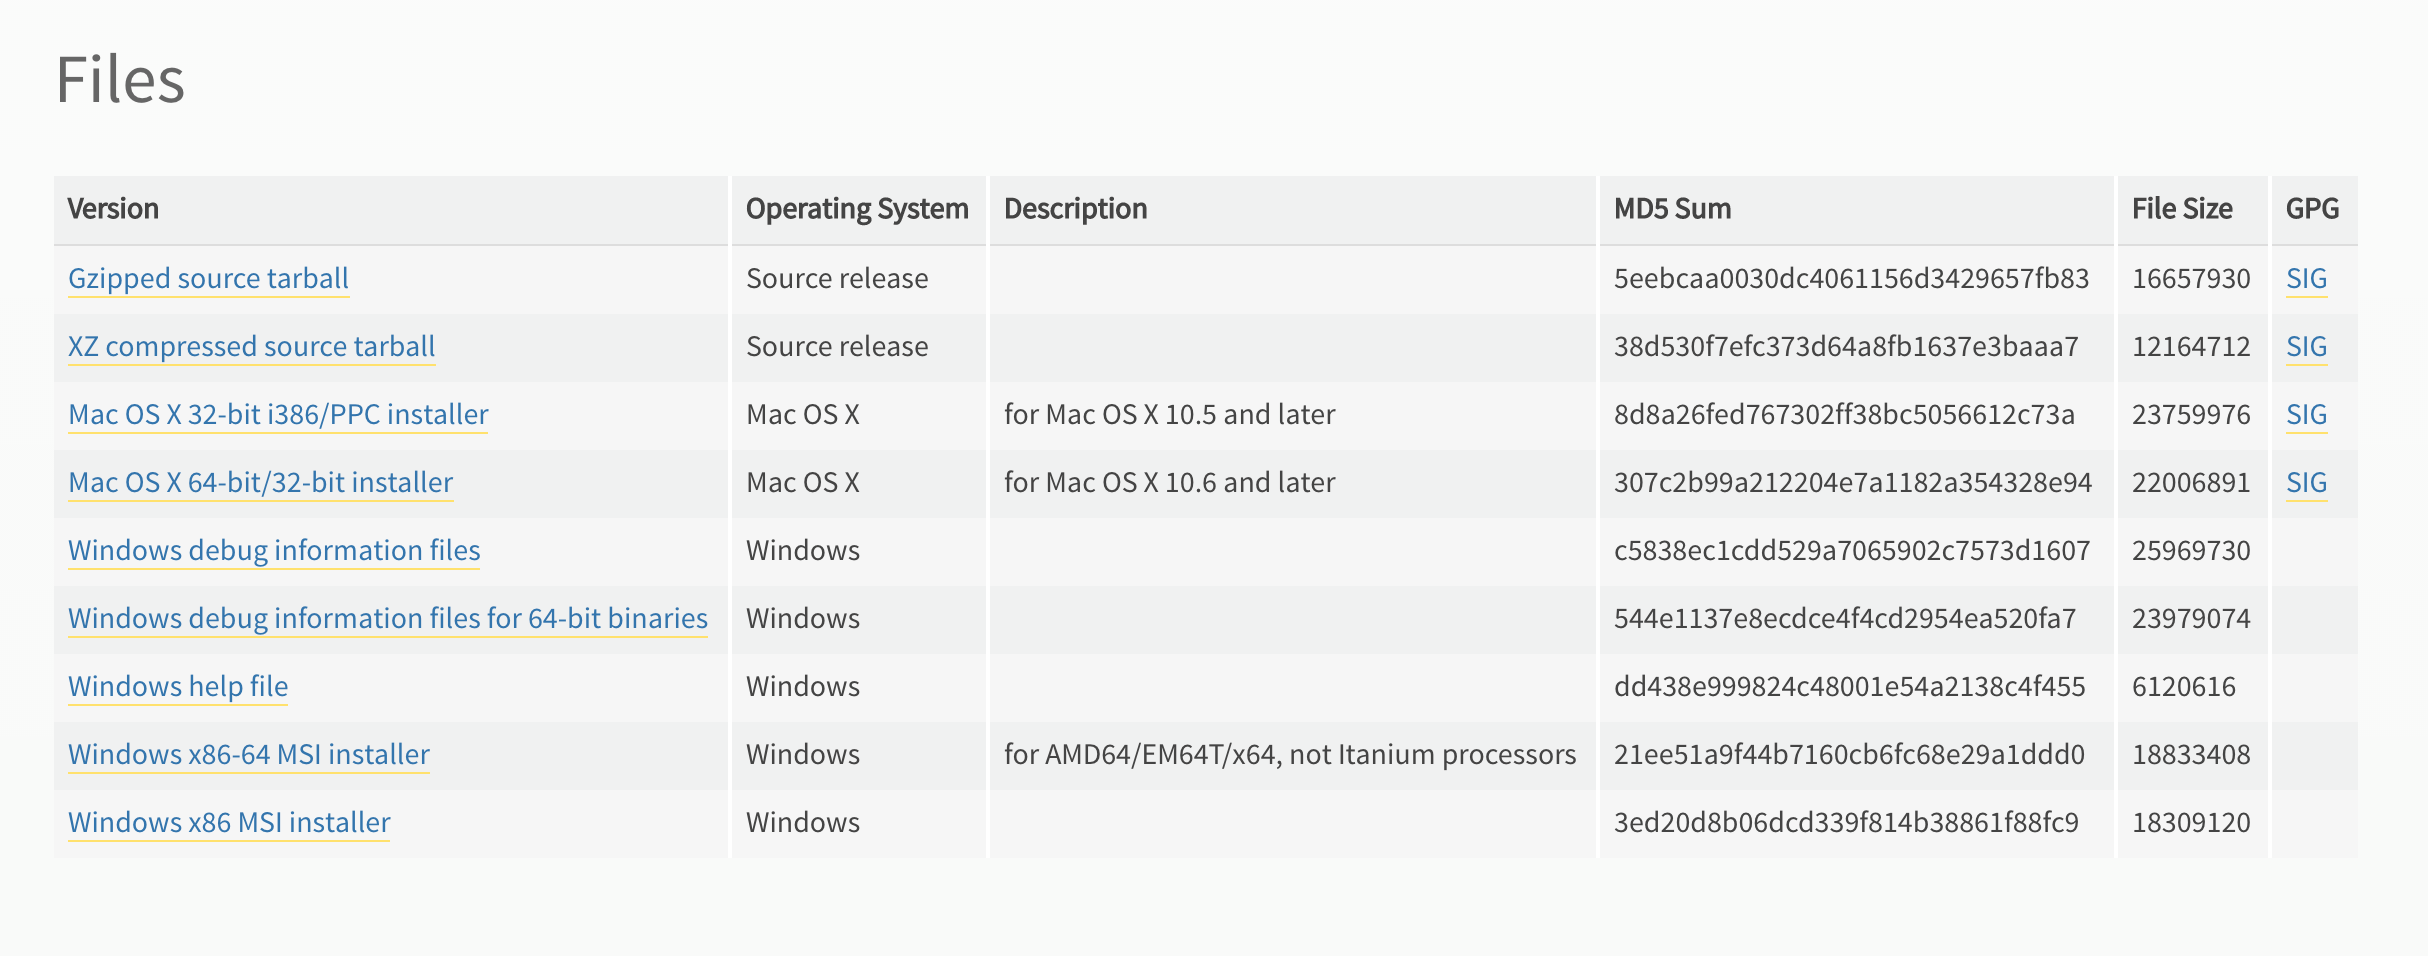 Files
Version Operating System Description MD5 Sum File Size GPG
Gzipped source tarball Source release 5eebcaa0030dc4061156d3429657fb83 16657930 SIG
XZ compressed source tarball Source release 38d530f7efc373d64a8fb1637e3baaa7 12164712 SIG
Mac OS X 32-bit i386/PPC installer Mac OS X for Mac OS X 10.5 and later 8d8a26fed767302ff38bc5056612c73a 23759976 SIG
Mac OS X 64-bit/32-bit installer Mac OS X for Mac OS X 10.6 and later 307c2b99a212204e7a1182a354328e94 22006891 SIG
Windows debug information files Windows c5838ec1cdd529a7065902c7573d1607 25969730
Windows debug information files for 64-bit binaries Windows 544e1137e8ecdce4f4cd2954ea520fa7 23979074
Windows help file Windows dd438e999824c48001e54a2138c4f455 6120616
Windows x86-64 MSI installer Windows for AMD64/EM64T/x64, not Itanium processors 21ee51a9f44b7160cb6fc68e29a1ddd0 18833408
Windows x86 MSI installer Windows 3ed20d8b06dcd339f814b38861f88fc9 18309120